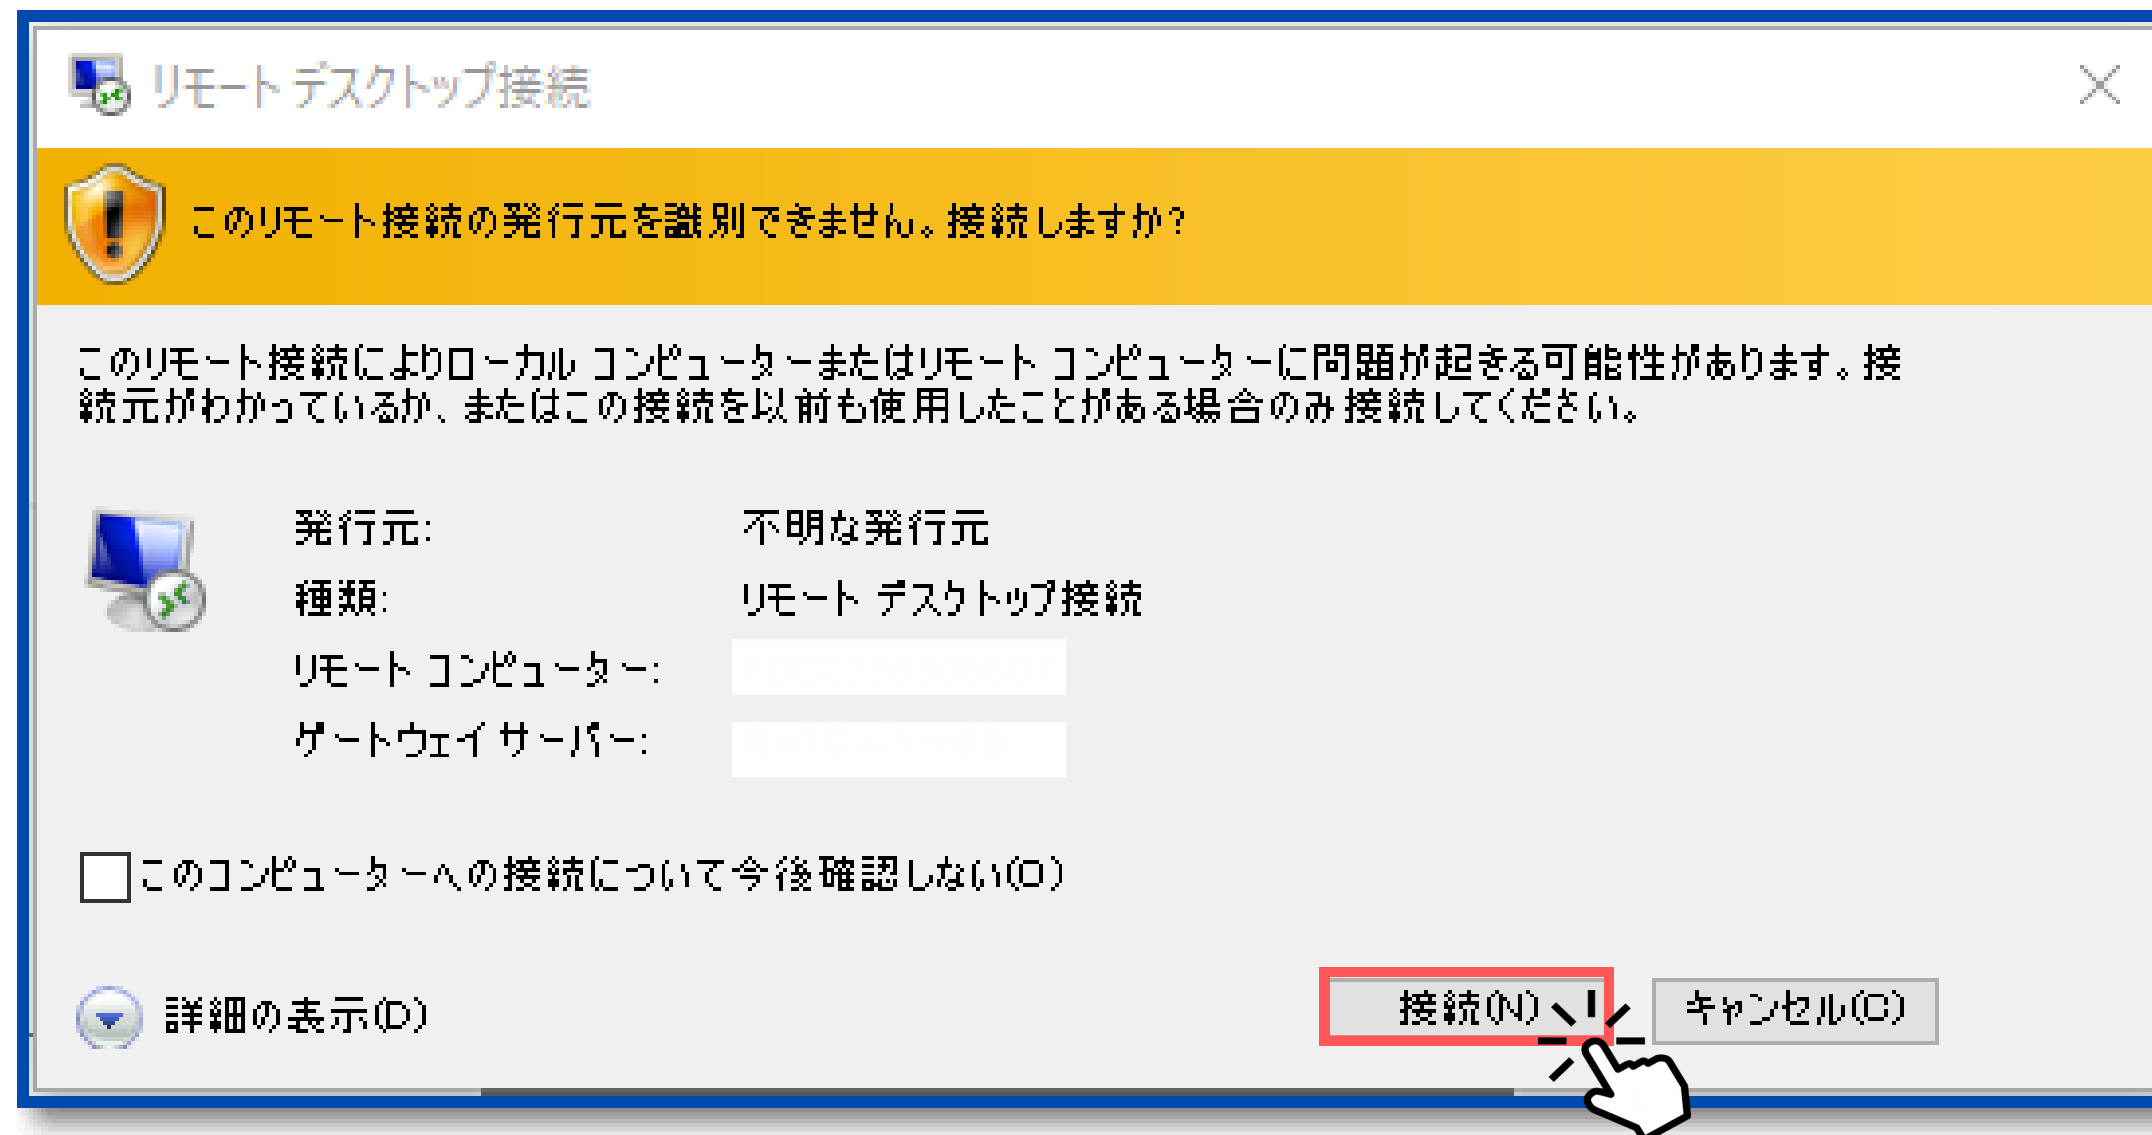 リモート デスクトップ接続
このリモート接続の発行元を識別できません。接続しますか?
このリモート接続によりローカル コンピューターまたはリモート コンピューターに問題が起きる可能性があります。接
続元がわかっているか、またはこの接続を以前も使用したことがある場合のみ接続してください。
発行元: 不明な発行元
種類: リモート デスクトップ接続
リモート コンピューター:
ゲートウェイ サーバー:
このコンピューターへの接続について今後確認しない(O)
詳細の表示(D) 接続(N) キャンセル(C)